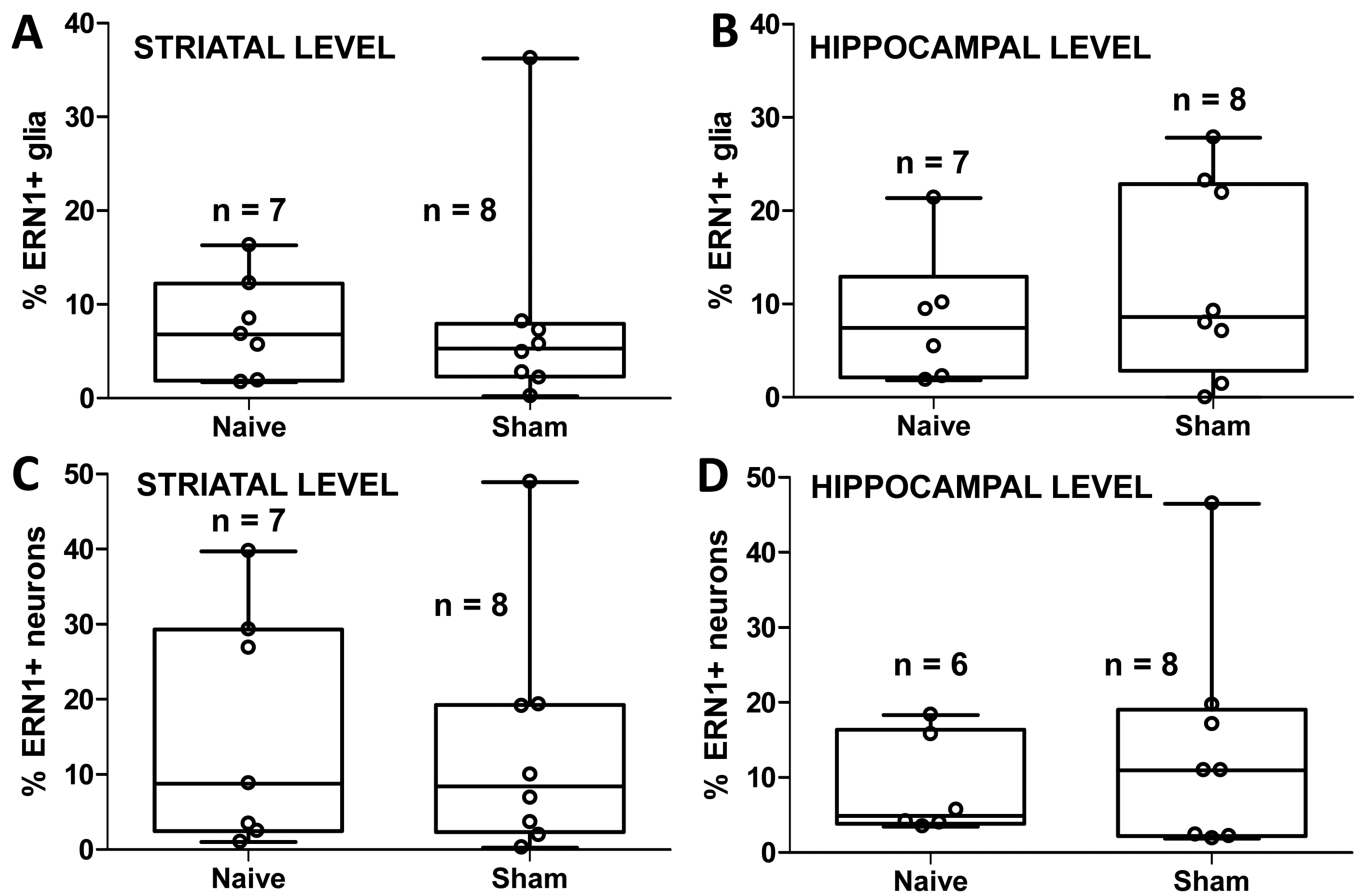 A
STRIATAL LEVEL
% ERN1+ glia
40
30
20
10
0
n = 7
n = 8
Naive
Sham
B
HIPPOCAMPAL LEVEL
% ERN1+ glia
40
30
20
10
0
n = 7
n = 8
Naive
Sham
C
STRIATAL LEVEL
% ERN1+ neurons
50
40
30
20
10
0
n = 7
n = 8
Naive
Sham
D
HIPPOCAMPAL LEVEL
% ERN1+ neurons
50
40
30
20
10
0
n = 6
n = 8
Naive
Sham